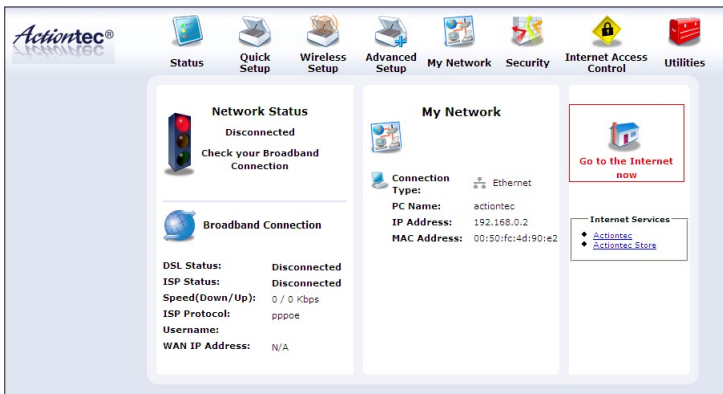 Actiontec®
Status
Quick
Setup
Wireless
Setup
Advanced
Setup
My Network
Security
Internet Access
Control
Utilities
Network Status
Disconnected
Check your Broadband
Connection
Broadband Connection
DSL Status: Disconnected
ISP Status: Disconnected
Speed(Down/Up): 0 / 0 Kbps
ISP Protocol: pppoe
Username:
WAN IP Address: N/A
My Network
Connection
Type: Ethernet
PC Name: actiontec
IP Address: 192.168.0.2
MAC Address: 00:50:fc:4d:90:e2
Go to the Internet
now
Internet Services
Actiontec
Actiontec Store